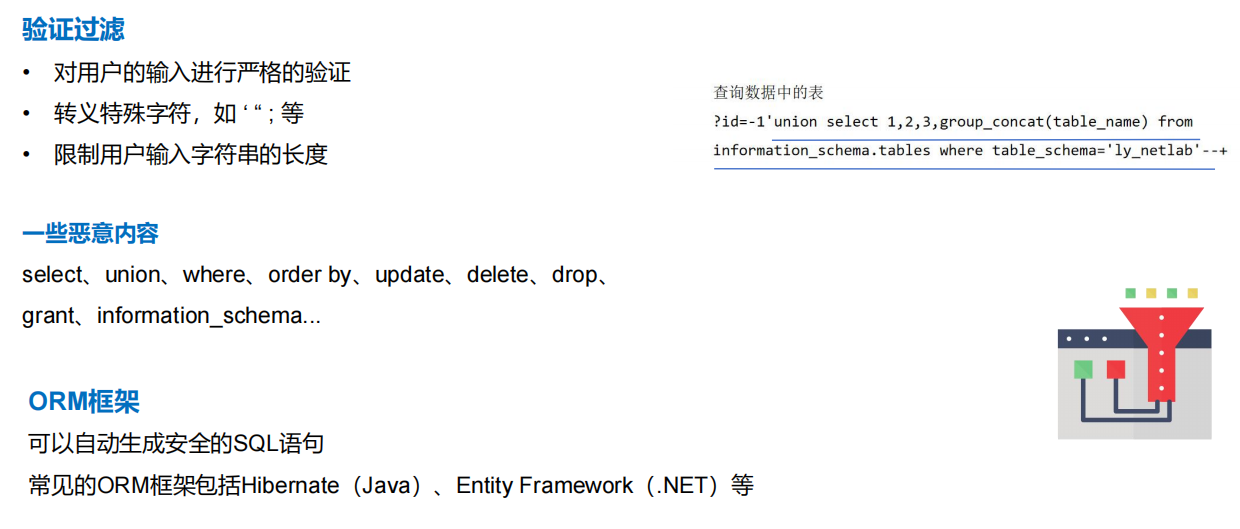 验证过滤
• 对用户的输入进行严格的验证
• 转义特殊字符，如 ‘ “ ; 等
• 限制用户输入字符串的长度
查询数据中的表
?id=-1'union select 1,2,3,group_concat(table_name) from
information_schema.tables where table_schema='ly_netlab'--+
一些恶意内容
select、union、where、order by、update、delete、drop、
grant、information_schema...
ORM框架
可以自动生成安全的SQL语句
常见的ORM框架包括Hibernate（Java）、Entity Framework（.NET）等